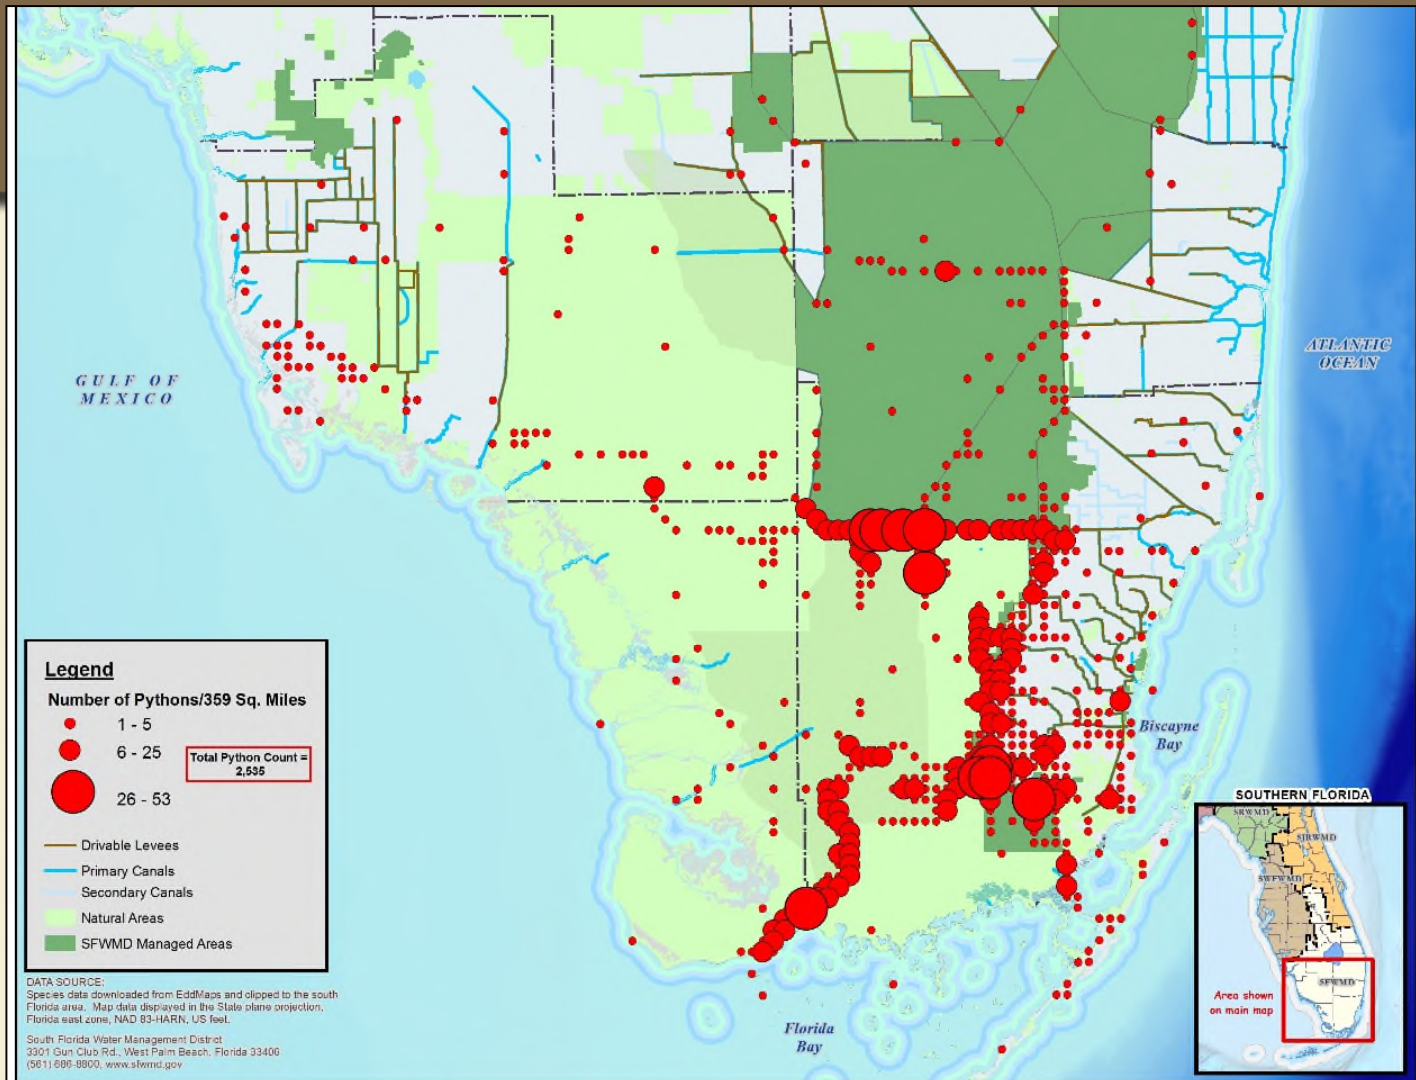 GULF OF
MEXICO
ATLANTIC
OCEAN
Biscayne
Bay
Florida
Bay
Legend
Number of Pythons/359 Sq. Miles
1 - 5
6 - 25
26 - 53
Total Python Count =
2,535
Drivable Levees
Primary Canals
Secondary Canals
Natural Areas
SFWMD Managed Areas
DATA SOURCE:
Species data downloaded from EddMaps and clipped to the south
Florida area. Map data displayed in the State plane projection,
Florida east zone, NAD 83-HARN, US feet.
South Florida Water Management District
3301 Gun Club Rd., West Palm Beach, Florida 33406
(561) 686-8800; www.sfwmd.gov
SOUTHERN FLORIDA
SRWMD
SJRWMD
SWFWMD
SFWMD
Area shown
on main map